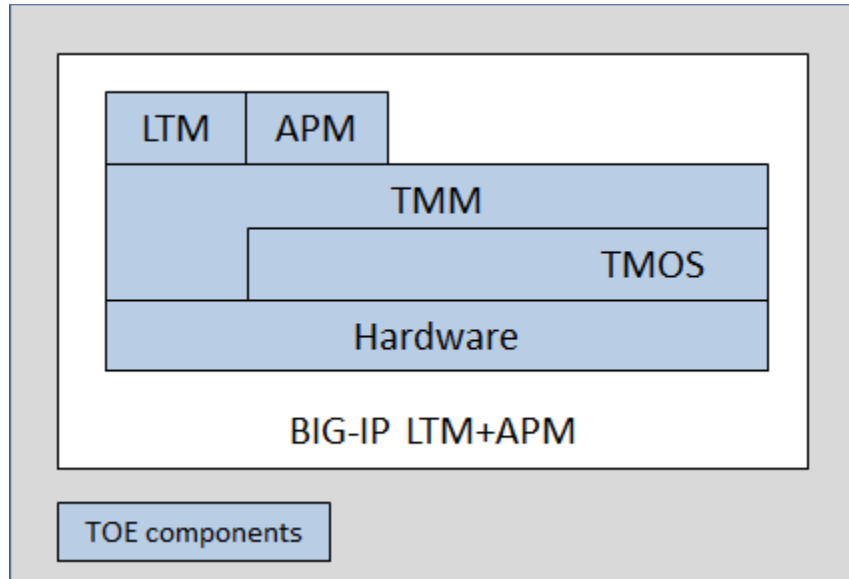 LTM APM
TMM
TMOS
Hardware
BIG-IP LTM+APM
TOE components